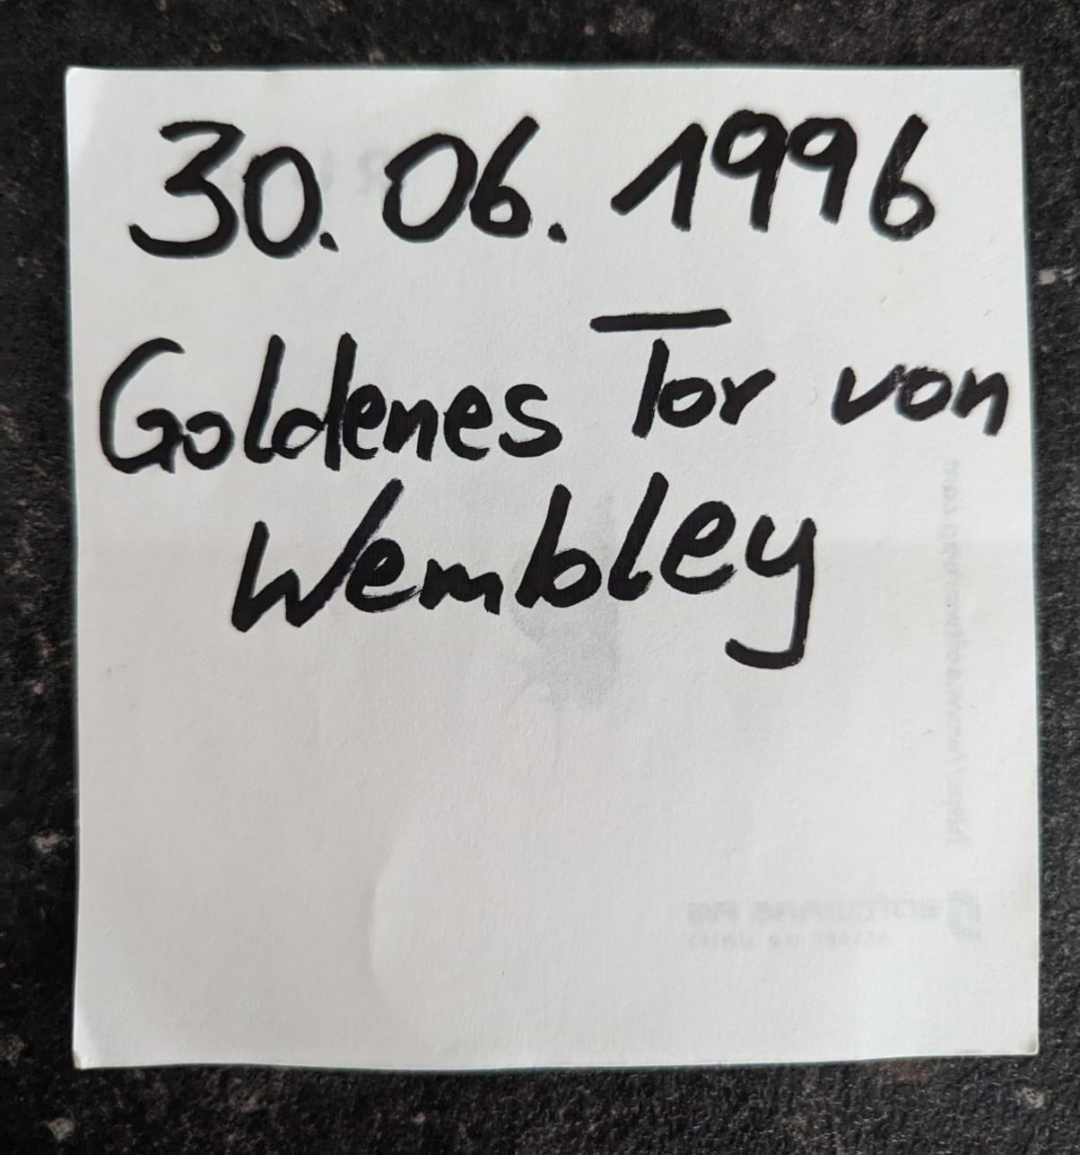 30.06.1996
Goldenes Tor von
Wembley